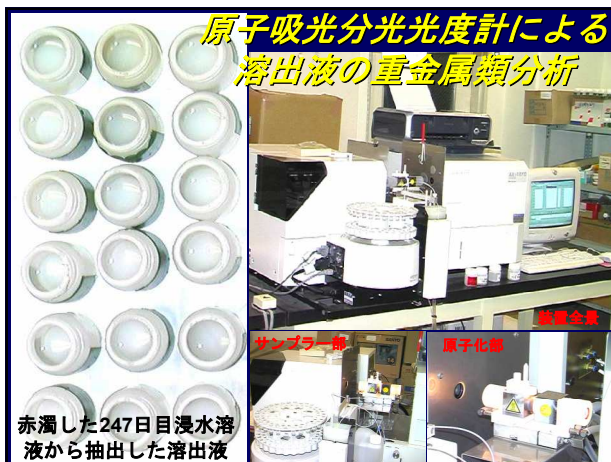 原子吸光分光光度計による
溶出液の重金属類分析
装置全景
サンプラー部
原子化部
赤濁した247日目浸水溶
液から抽出した溶出液